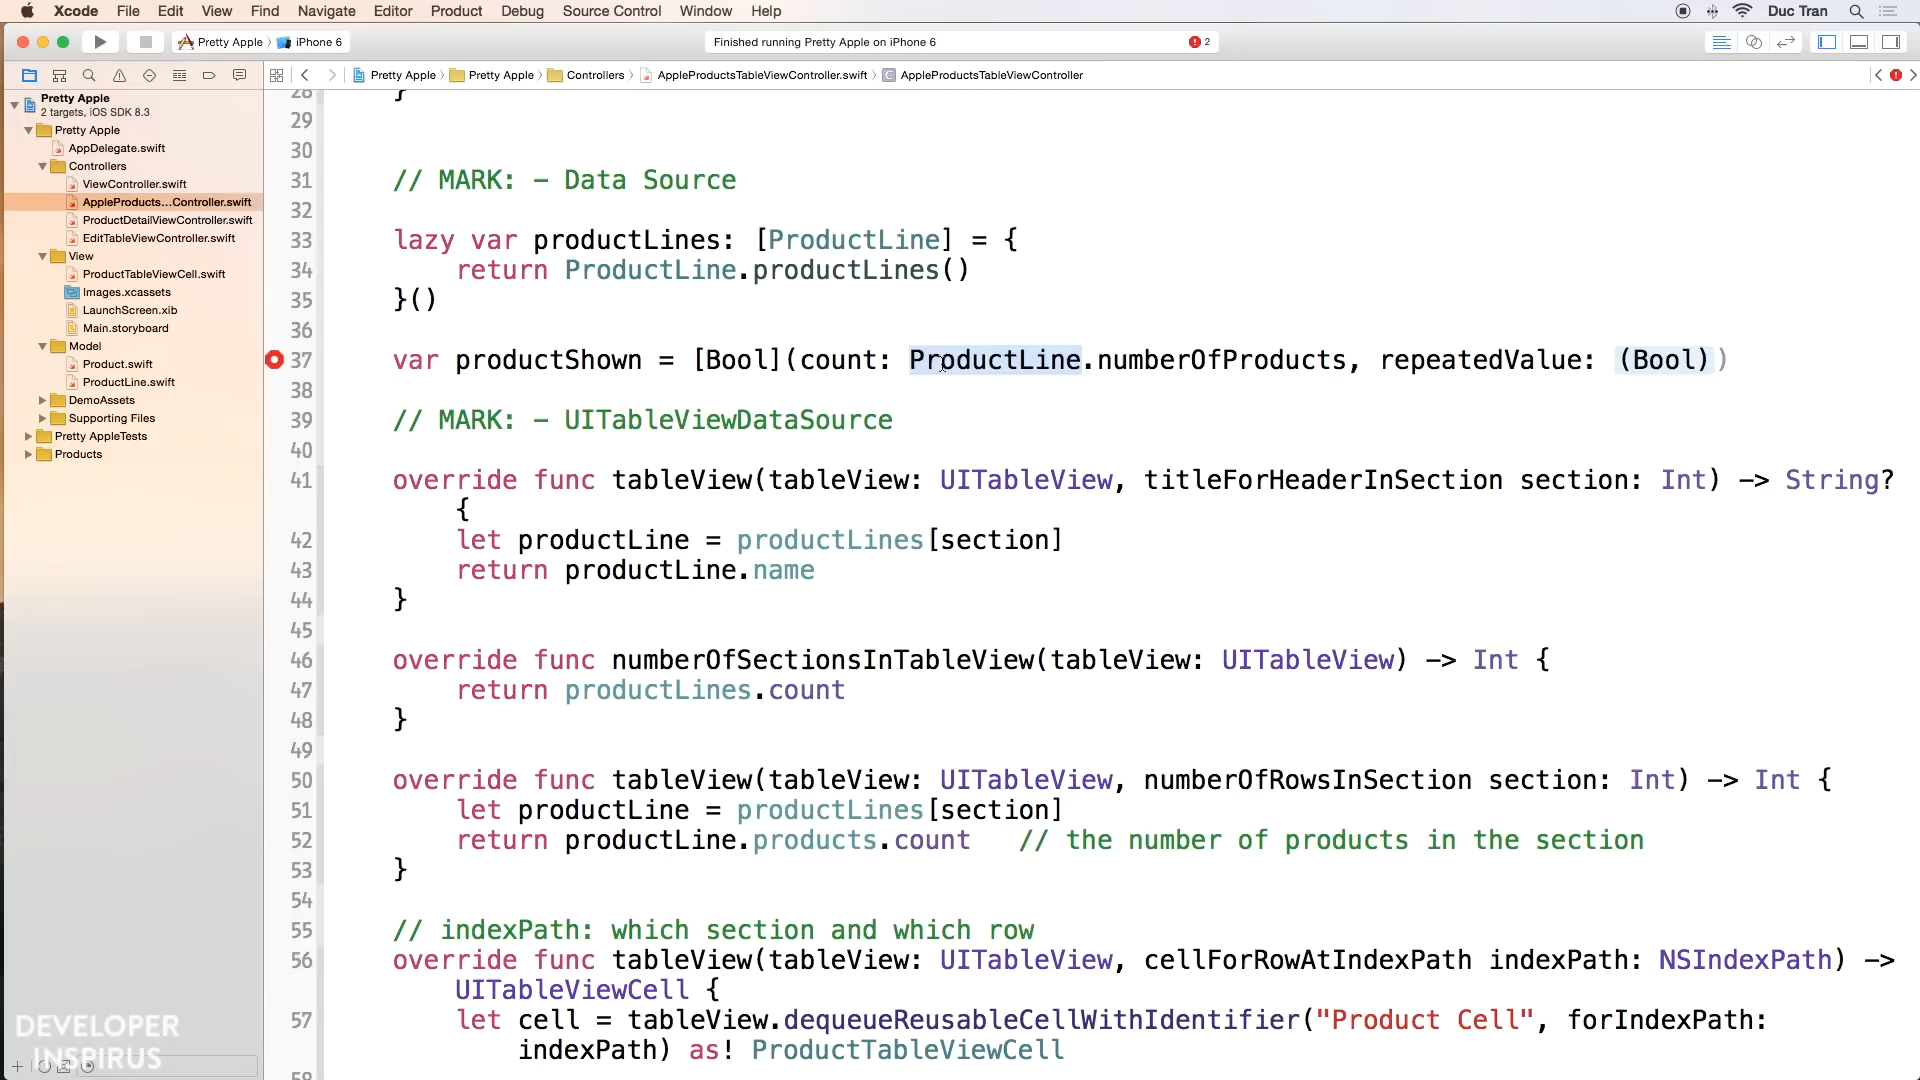 Xcode File Edit View Find Navigate Editor Product Debug Source Control Window Help Duc Tran
Pretty Apple iPhone 6 Finished running Pretty Apple on iPhone 6 2
Pretty Apple Pretty Apple Controllers AppleProductsTableViewController.swift C AppleProductsTableViewController
Pretty Apple
2 targets, iOS SDK 8.3
Pretty Apple
AppDelegate.swift
Controllers
ViewController.swift
AppleProducts...Controller.swift
ProductDetailViewController.swift
EditTableViewController.swift
View
ProductTableViewCell.swift
Images.xcassets
LaunchScreen.xib
Main.storyboard
Model
Product.swift
ProductLine.swift
DemoAssets
Supporting Files
Pretty AppleTests
Products
28 }
29
30
31 // MARK: - Data Source
32
33 lazy var productLines: [ProductLine] = {
34 return ProductLine.productLines()
35 }()
36
37 var productShown = [Bool](count: ProductLine.numberOfProducts, repeatedValue: (Bool))
38
39 // MARK: - UITableViewDataSource
40
41 override func tableView(tableView: UITableView, titleForHeaderInSection section: Int) -> String?
{
42 let productLine = productLines[section]
43 return productLine.name
44 }
45
46 override func numberOfSectionsInTableView(tableView: UITableView) -> Int {
47 return productLines.count
48 }
49
50 override func tableView(tableView: UITableView, numberOfRowsInSection section: Int) -> Int {
51 let productLine = productLines[section]
52 return productLine.products.count // the number of products in the section
53 }
54
55 // indexPath: which section and which row
56 override func tableView(tableView: UITableView, cellForRowAtIndexPath indexPath: NSIndexPath) ->
UITableViewCell {
57 let cell = tableView.dequeueReusableCellWithIdentifier("Product Cell", forIndexPath:
indexPath) as! ProductTableViewCell
58
DEVELOPER
INSPIRUS